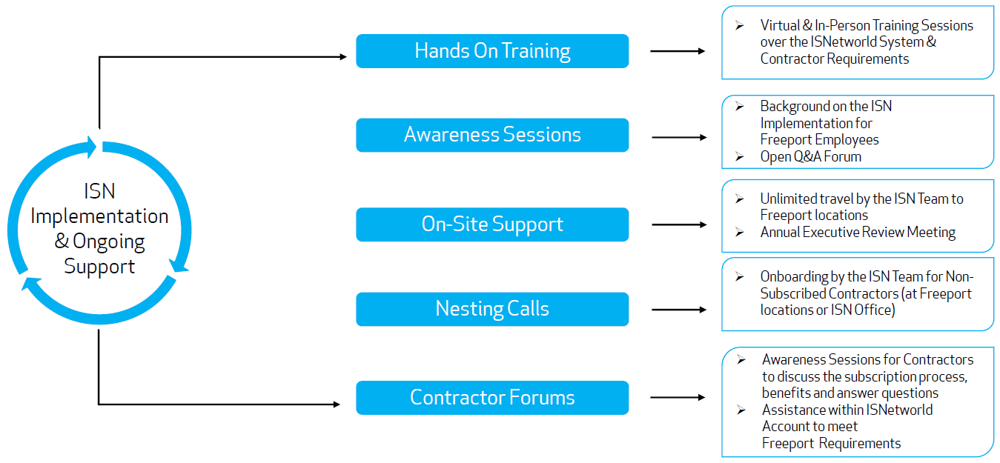 ISN
Implementation
& Ongoing
Support
Hands On Training
Virtual & In-Person Training Sessions
over the ISNetworld System &
Contractor Requirements
Awareness Sessions
Background on the ISN
Implementation for
Freeport Employees
Open Q&A Forum
On-Site Support
Unlimited travel by the ISN Team to
Freeport locations
Annual Executive Review Meeting
Nesting Calls
Onboarding by the ISN Team for Non-
Subscribed Contractors (at Freeport
locations or ISN Office)
Contractor Forums
Awareness Sessions for Contractors
to discuss the subscription process,
benefits and answer questions
Assistance within ISNetworld
Account to meet
Freeport Requirements